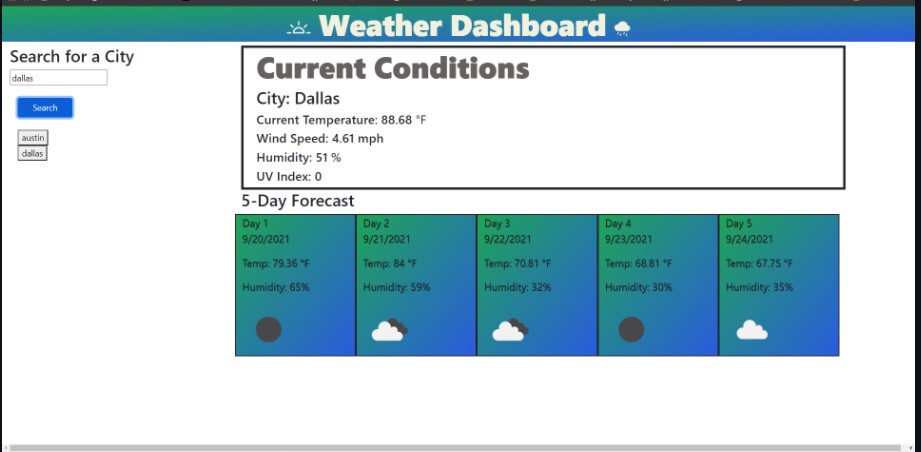 Weather Dashboard
Search for a City
dallas
Search
austin
dallas
Current Conditions
City: Dallas
Current Temperature: 88.68 °F
Wind Speed: 4.61 mph
Humidity: 51 %
UV Index: 0
5-Day Forecast
Day 1
9/20/2021
Temp: 79.36 °F
Humidity: 65%
Day 2
9/21/2021
Temp: 84 °F
Humidity: 59%
Day 3
9/22/2021
Temp: 70.81 °F
Humidity: 32%
Day 4
9/23/2021
Temp: 68.81 °F
Humidity: 30%
Day 5
9/24/2021
Temp: 67.75 °F
Humidity: 35%